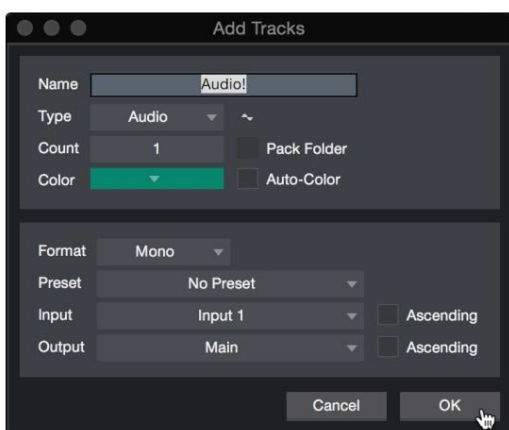 Add Tracks
Name Audio!
Type Audio
Count 1 Pack Folder
Color Auto-Color
Format Mono
Preset No Preset
Input Input 1 Ascending
Output Main Ascending
Cancel OK